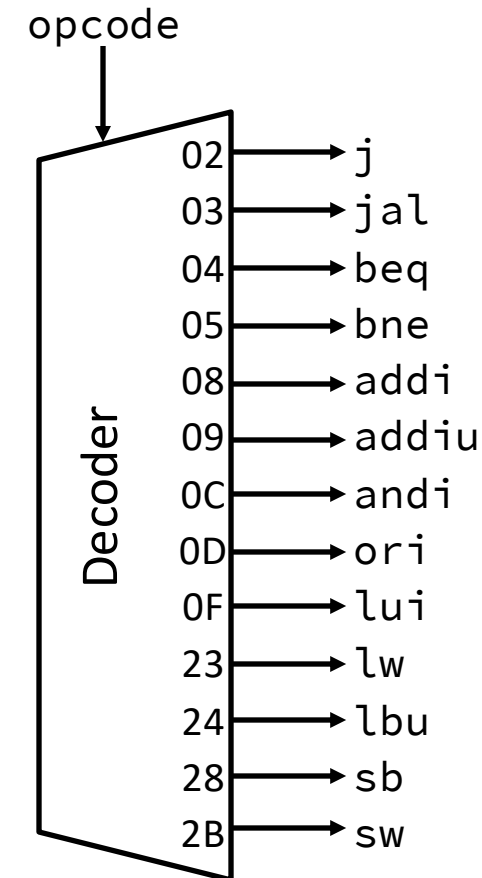 opcode
Decoder
02 j
03 jal
04 beq
05 bne
08 addi
09 addiu
0C andi
0D ori
0F lui
23 lw
24 lbu
28 sb
2B sw